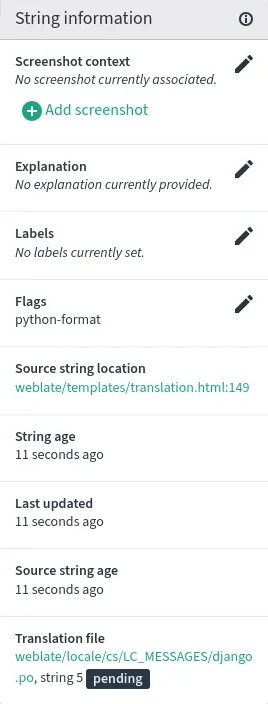 String information
Screenshot context
No screenshot currently associated.
Add screenshot
Explanation
No explanation currently provided.
Labels
No labels currently set.
Flags
python-format
Source string location
weblate/templates/translation.html:149
String age
11 seconds ago
Last updated
11 seconds ago
Source string age
11 seconds ago
Translation file
weblate/locale/cs/LC_MESSAGES/django
.po, string 5 pending